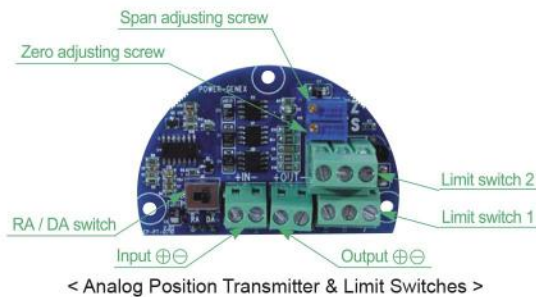 Span adjusting screw
Zero adjusting screw
POWER-GENEX
Z
S
+IN-
+OUT-
Limit switch 2
RA / DA switch
RA DA
Limit switch 1
Input ⊕⊖
Output ⊕⊖
< Analog Position Transmitter & Limit Switches >